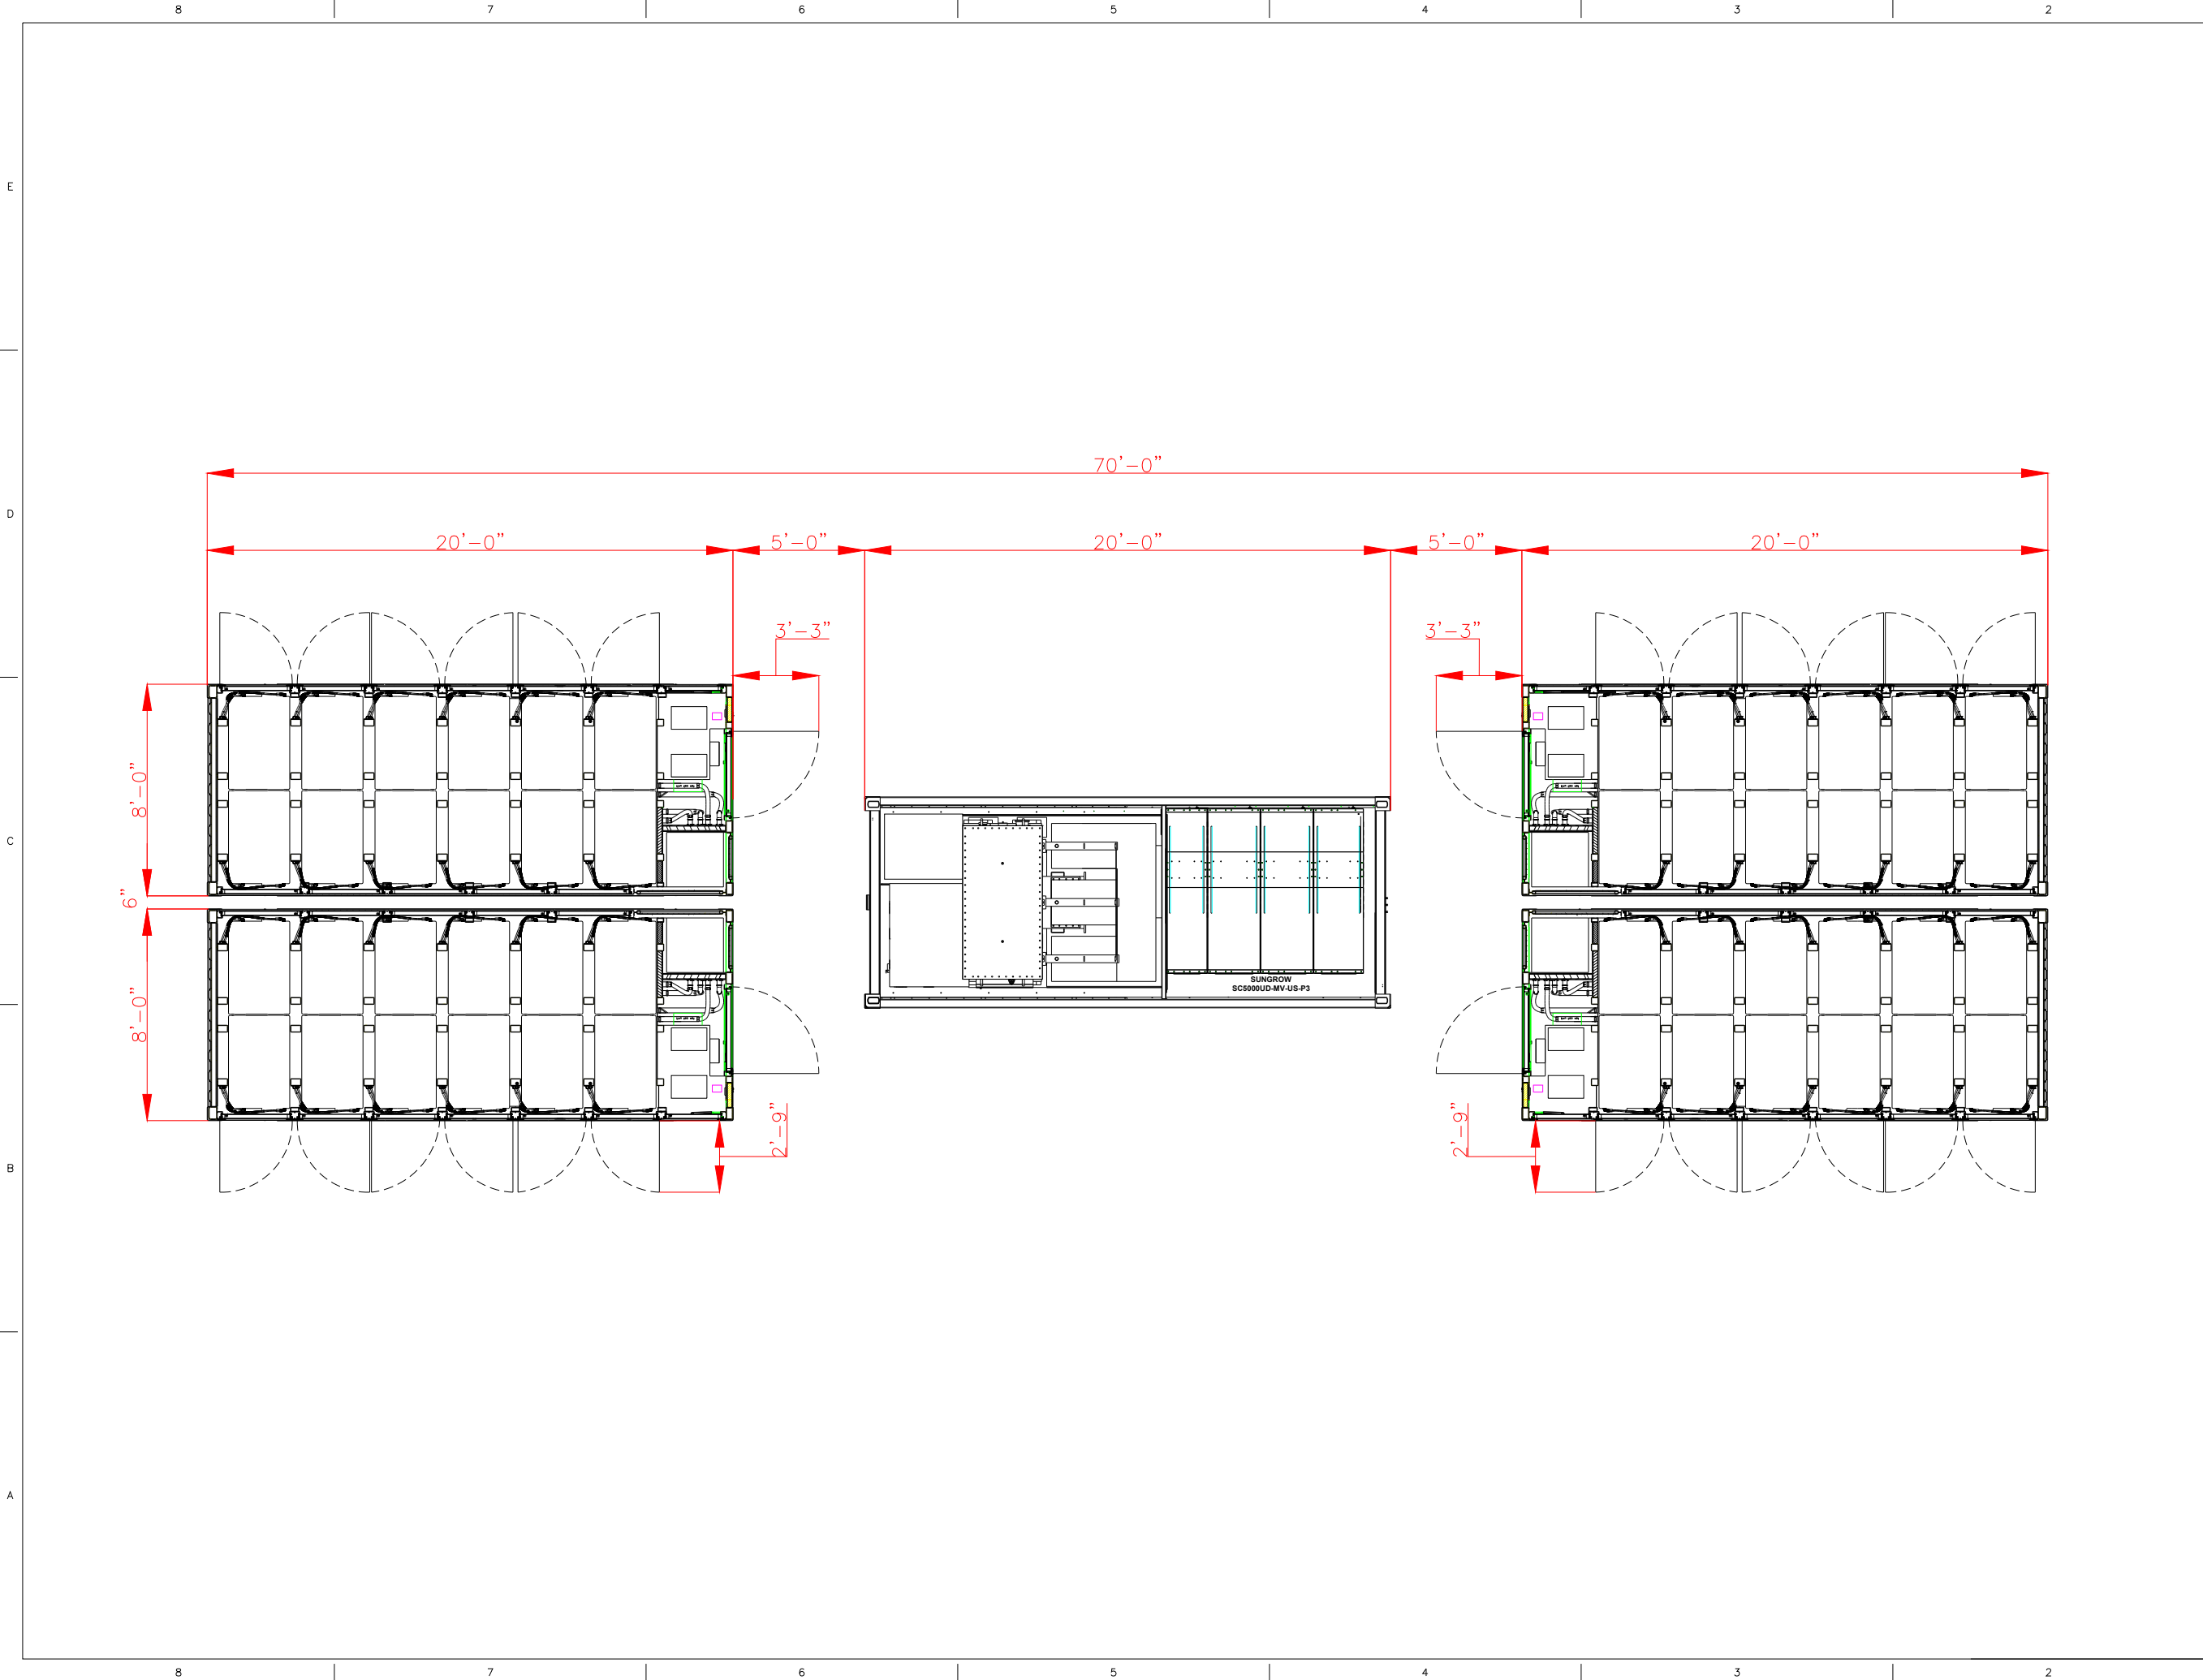 8 7 6 5 4 3 2
E
D
C
B
A
70'-0"
20'-0" 5'-0" 20'-0" 5'-0" 20'-0"
3'-3" 3'-3"
8'-0"
6"
8'-0"
SUNGROW
SC5000UD-MV-US-P3
2'-9" 2'-9"
8 7 6 5 4 3 2